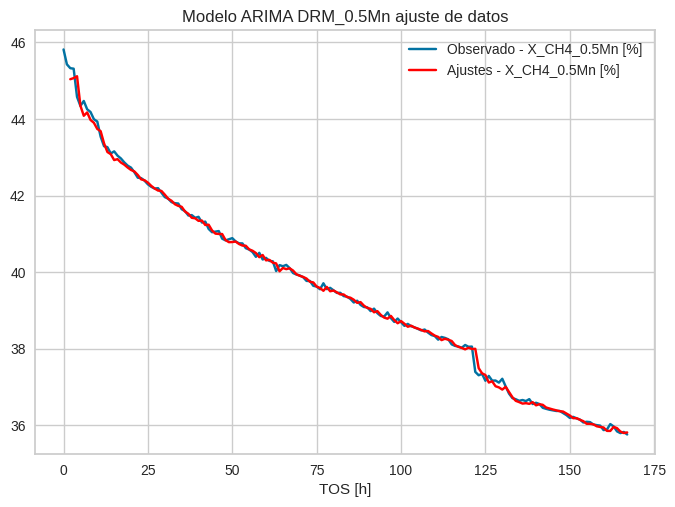 Modelo ARIMA DRM_0.5Mn ajuste de datos
Observado - X_CH4_0.5Mn [%]
Ajustes - X_CH4_0.5Mn [%]
46
44
42
40
38
36
0 25 50 75 100 125 150 175
TOS [h]